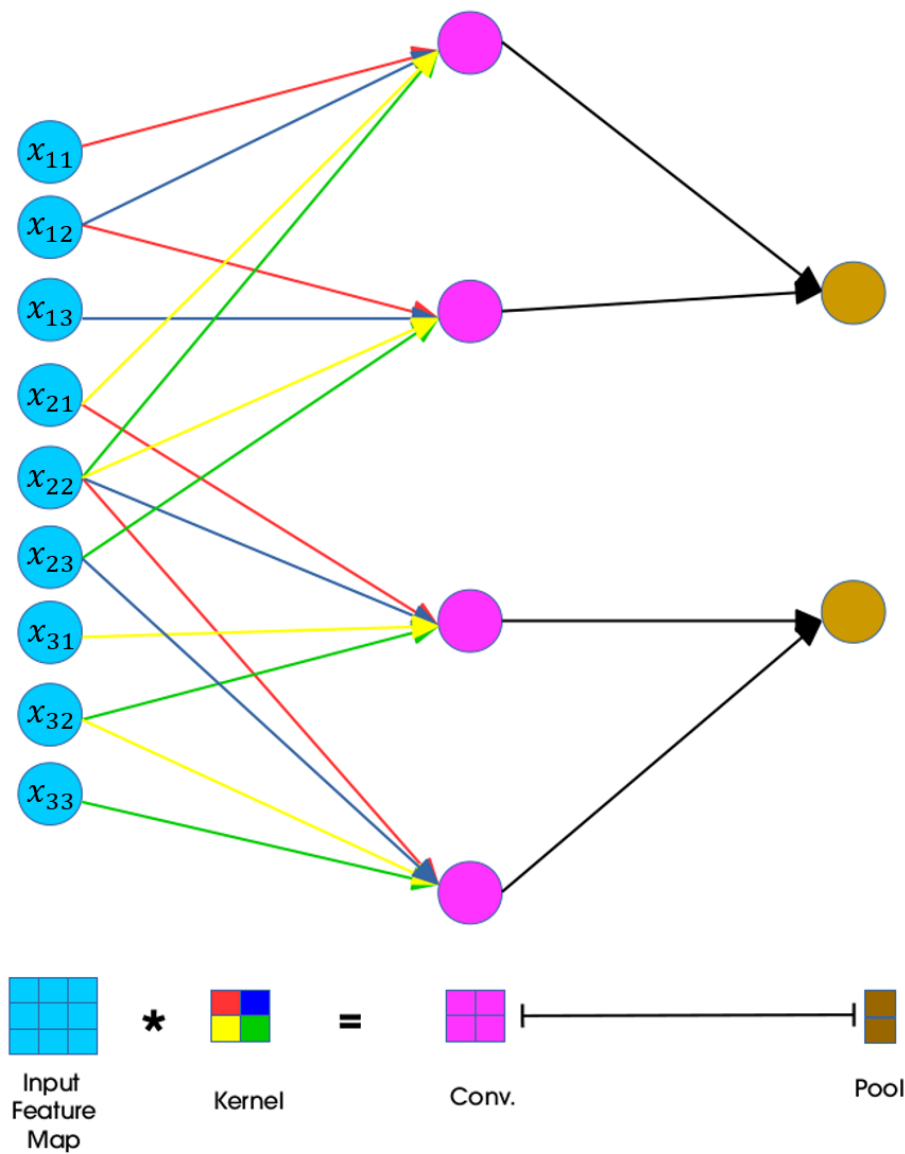 x₁₁
x₁₂
x₁₃
x₂₁
x₂₂
x₂₃
x₃₁
x₃₂
x₃₃
* =
Input
Feature
Map
Kernel
Conv.
Pool